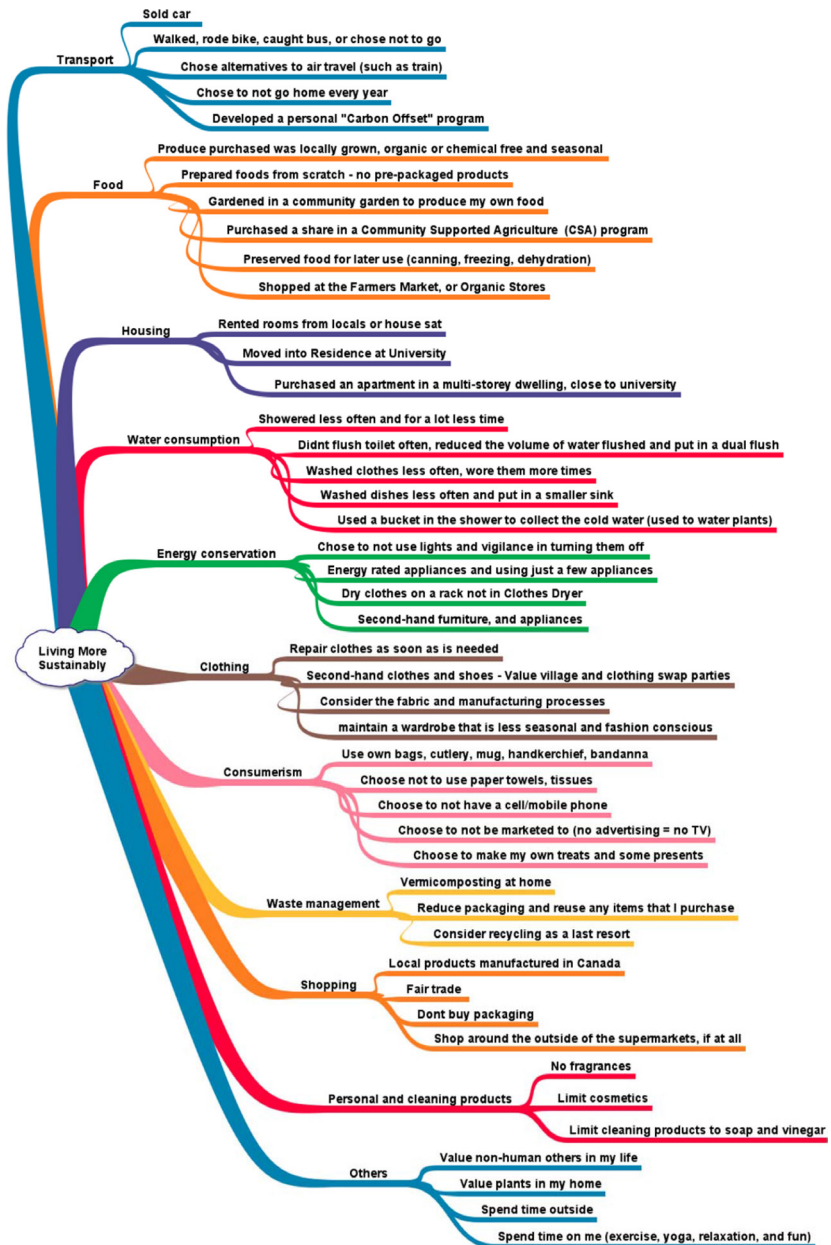 Sold car
Walked, rode bike, caught bus, or chose not to go
Transport
Chose alternatives to air travel (such as train)
Chose to not go home every year
Developed a personal "Carbon Offset" program
Produce purchased was locally grown, organic or chemical free and seasonal
Prepared foods from scratch - no pre-packaged products
Food
Gardened in a community garden to produce my own food
Purchased a share in a Community Supported Agriculture (CSA) program
Preserved food for later use (canning, freezing, dehydration)
Shopped at the Farmers Market, or Organic Stores
Rented rooms from locals or house sat
Housing
Moved into Residence at University
Purchased an apartment in a multi-storey dwelling, close to university
Showered less often and for a lot less time
Water consumption
Didnt flush toilet often, reduced the volume of water flushed and put in a dual flush
Washed clothes less often, wore them more times
Washed dishes less often and put in a smaller sink
Used a bucket in the shower to collect the cold water (used to water plants)
Chose to not use lights and vigilance in turning them off
Energy conservation
Energy rated appliances and using just a few appliances
Dry clothes on a rack not in Clothes Dryer
Second-hand furniture, and appliances
Living More
Sustainably
Repair clothes as soon as is needed
Clothing
Second-hand clothes and shoes - Value village and clothing swap parties
Consider the fabric and manufacturing processes
maintain a wardrobe that is less seasonal and fashion conscious
Use own bags, cutlery, mug, handkerchief, bandanna
Consumerism
Choose not to use paper towels, tissues
Choose to not have a cell/mobile phone
Choose to not be marketed to (no advertising = no TV)
Choose to make my own treats and some presents
Vermicomposting at home
Waste management
Reduce packaging and reuse any items that I purchase
Consider recycling as a last resort
Local products manufactured in Canada
Shopping
Fair trade
Dont buy packaging
Shop around the outside of the supermarkets, if at all
No fragrances
Personal and cleaning products
Limit cosmetics
Limit cleaning products to soap and vinegar
Value non-human others in my life
Others
Value plants in my home
Spend time outside
Spend time on me (exercise, yoga, relaxation, and fun)